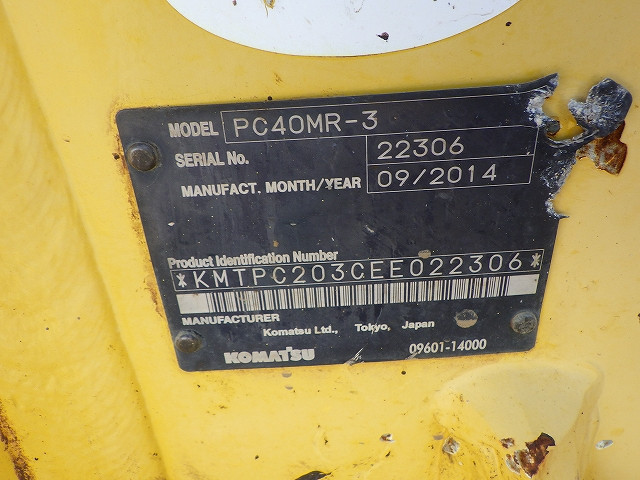 MODEL PC40MR-3
SERIAL No. 22306
MANUFACT. MONTH/YEAR 09/2014
Product Identification Number
*KMTPC203CEE022306*
MANUFACTURER
Komatsu Ltd., Tokyo, Japan
KOMATSU 09601-14000